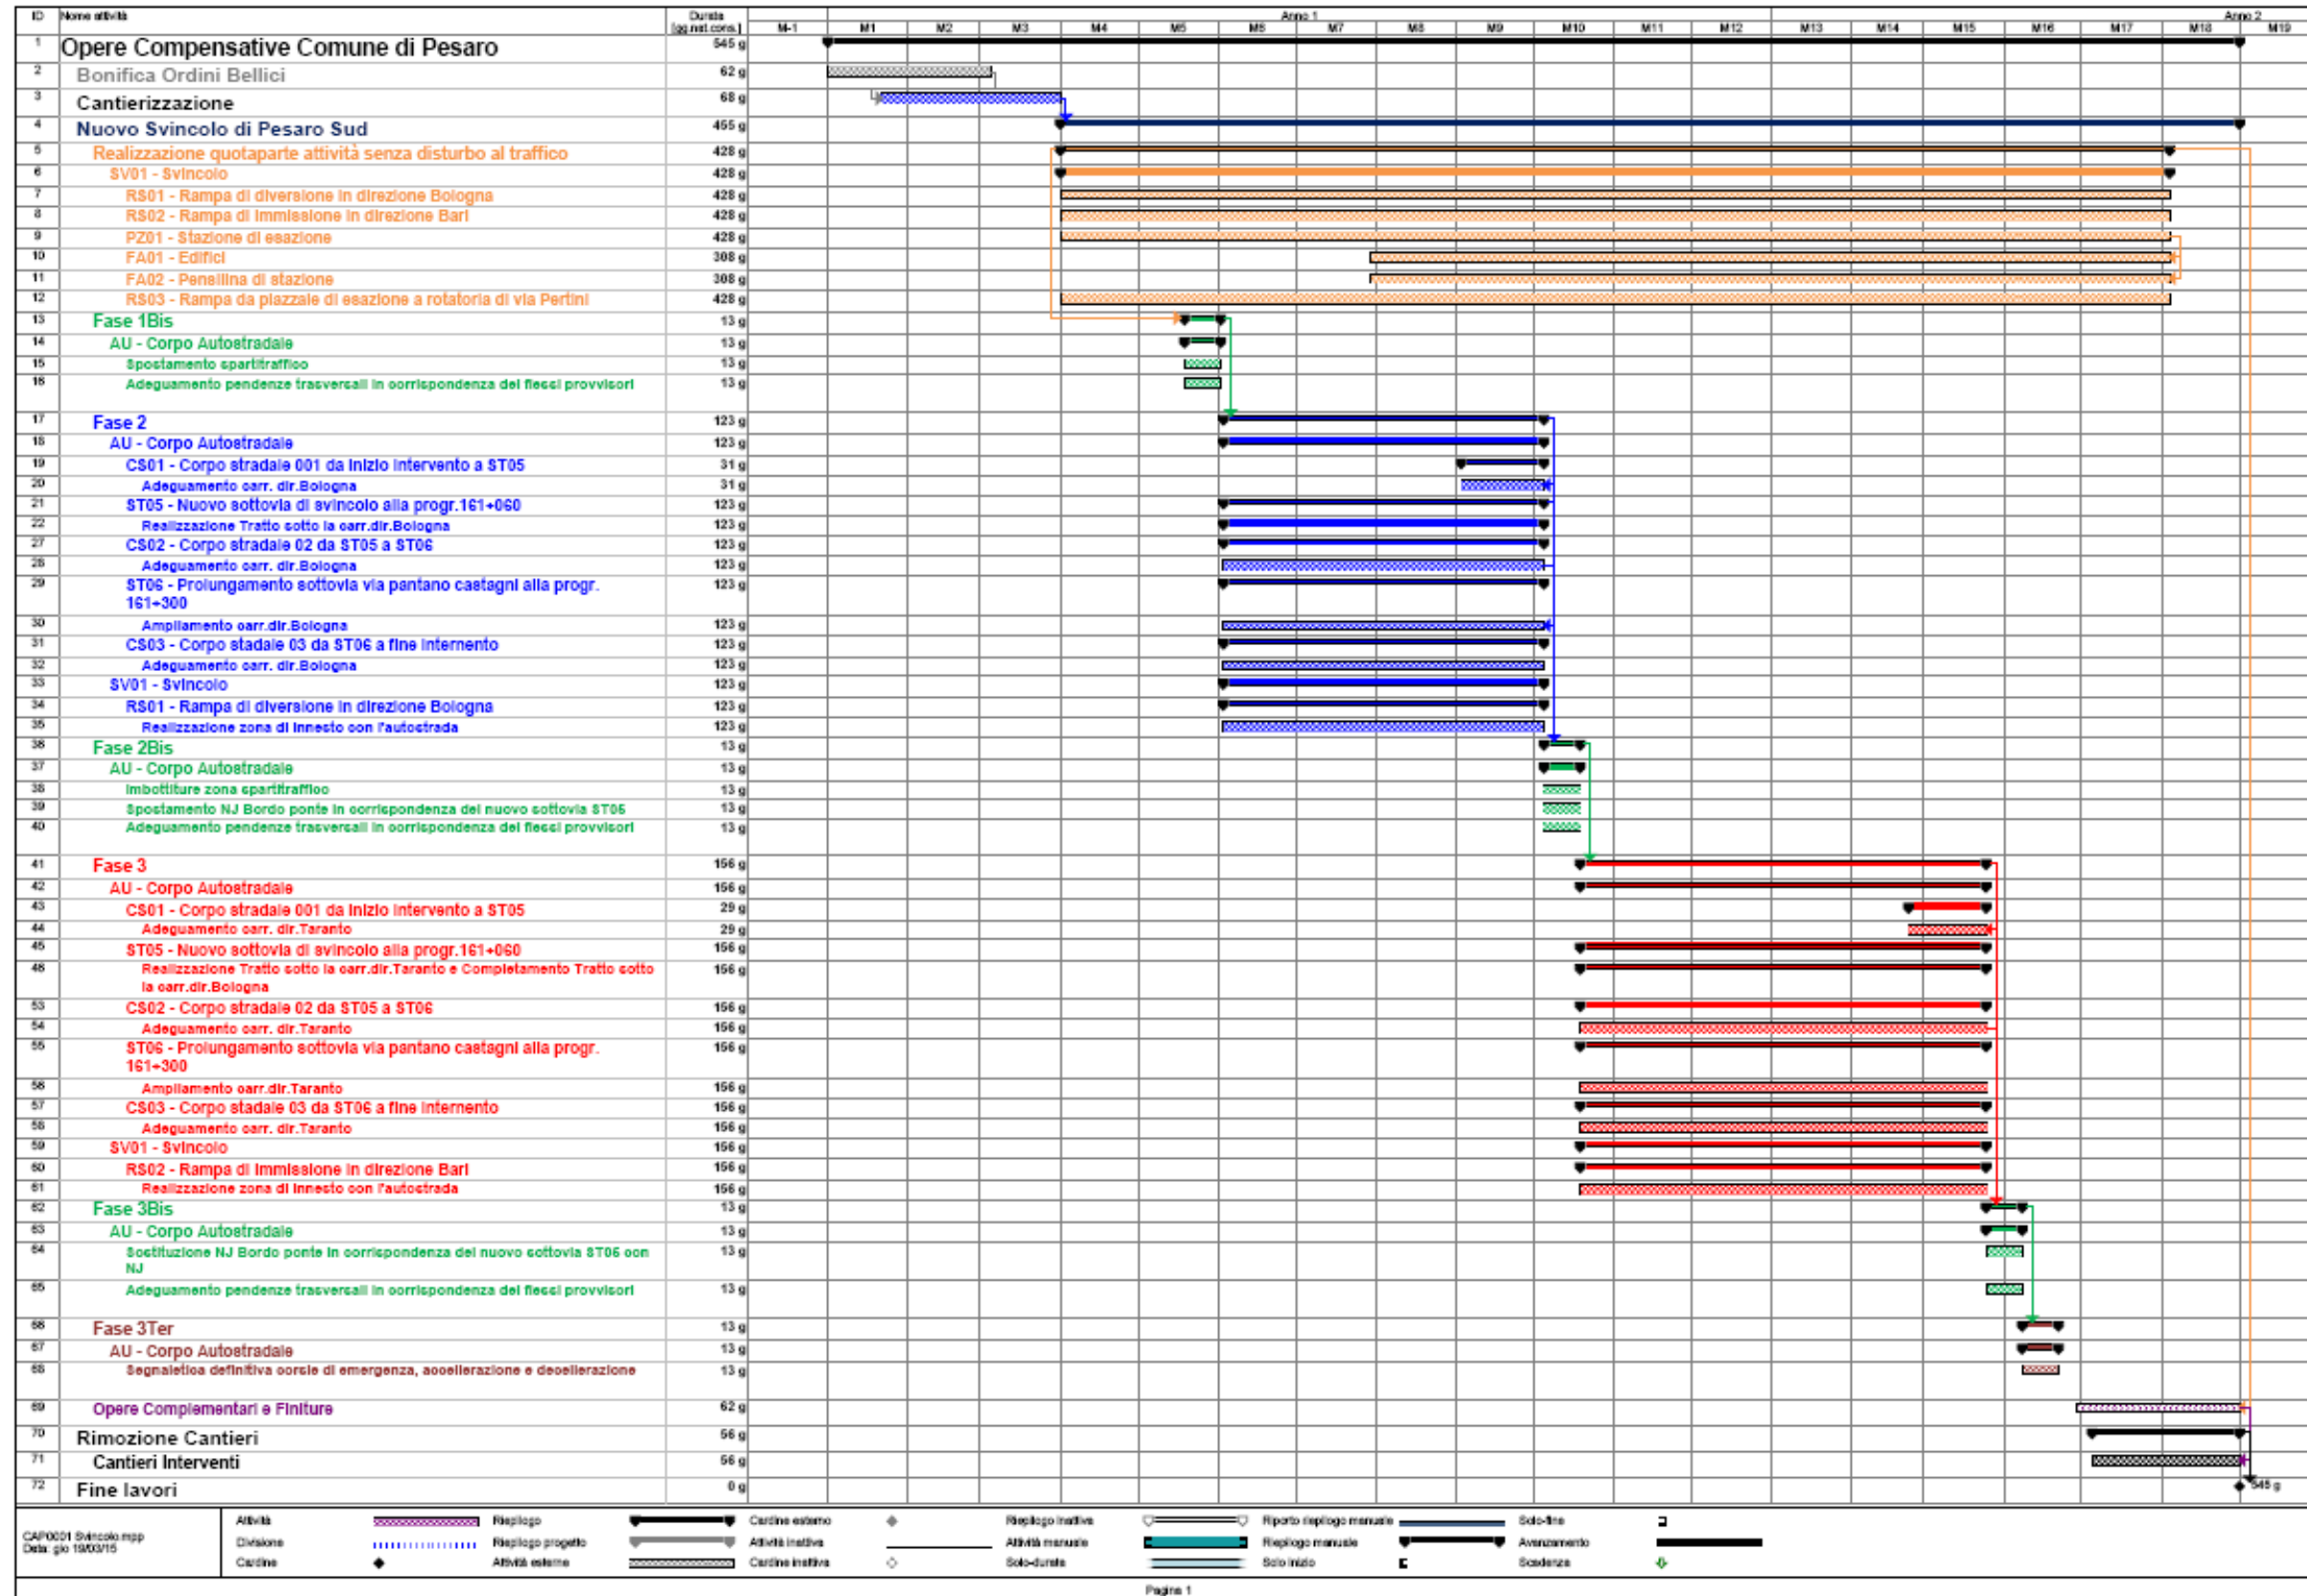 ID Nome attività Durata Anno 1 Anno 2
[gg.nat.cons.] M-1 M1 M2 M3 M4 M5 M6 M7 M8 M9 M10 M11 M12 M13 M14 M15 M16 M17 M18 M19
1 Opere Compensative Comune di Pesaro 545 g
2 Bonifica Ordini Bellici 62 g
3 Cantierizzazione 68 g
4 Nuovo Svincolo di Pesaro Sud 455 g
5 Realizzazione quotaparte attività senza disturbo al traffico 428 g
6 SV01 - Svincolo 428 g
7 RS01 - Rampa di diversione in direzione Bologna 428 g
8 RS02 - Rampa di immissione in direzione Bari 428 g
9 PZ01 - Stazione di esazione 428 g
10 FA01 - Edifici 308 g
11 FA02 - Pensilina di stazione 308 g
12 RS03 - Rampa da piazzale di esazione a rotatoria di via Pertini 428 g
13 Fase 1Bis 13 g
14 AU - Corpo Autostradale 13 g
15 Spostamento spartitraffico 13 g
16 Adeguamento pendenze trasversali in corrispondenza dei flessi provvisori 13 g
17 Fase 2 123 g
18 AU - Corpo Autostradale 123 g
19 CS01 - Corpo stradale 001 da inizio intervento a ST05 31 g
20 Adeguamento carr. dir.Bologna 31 g
21 ST05 - Nuovo sottovia di svincolo alla progr.161+060 123 g
22 Realizzazione Tratto sotto la carr.dir.Bologna 123 g
27 CS02 - Corpo stradale 02 da ST05 a ST06 123 g
28 Adeguamento carr. dir.Bologna 123 g
29 ST06 - Prolungamento sottovia via pantano castagni alla progr. 123 g
161+300
30 Ampliamento carr.dir.Bologna 123 g
31 CS03 - Corpo stadale 03 da ST06 a fine internento 123 g
32 Adeguamento carr. dir.Bologna 123 g
33 SV01 - Svincolo 123 g
34 RS01 - Rampa di diversione in direzione Bologna 123 g
35 Realizzazione zona di innesto con l'autostrada 123 g
36 Fase 2Bis 13 g
37 AU - Corpo Autostradale 13 g
38 Imbottiture zona spartitraffico 13 g
39 Spostamento NJ Bordo ponte in corrispondenza del nuovo sottovia ST05 13 g
40 Adeguamento pendenze trasversali in corrispondenza dei flessi provvisori 13 g
41 Fase 3 156 g
42 AU - Corpo Autostradale 156 g
43 CS01 - Corpo stradale 001 da inizio intervento a ST05 29 g
44 Adeguamento carr. dir.Taranto 29 g
45 ST05 - Nuovo sottovia di svincolo alla progr.161+060 156 g
46 Realizzazione Tratto sotto la carr.dir.Taranto e Completamento Tratto sotto 156 g
la carr.dir.Bologna
53 CS02 - Corpo stradale 02 da ST05 a ST06 156 g
54 Adeguamento carr. dir.Taranto 156 g
55 ST06 - Prolungamento sottovia via pantano castagni alla progr. 156 g
161+300
56 Ampliamento carr.dir.Taranto 156 g
57 CS03 - Corpo stadale 03 da ST06 a fine internento 156 g
58 Adeguamento carr. dir.Taranto 156 g
59 SV01 - Svincolo 156 g
60 RS02 - Rampa di immissione in direzione Bari 156 g
61 Realizzazione zona di innesto con l'autostrada 156 g
62 Fase 3Bis 13 g
63 AU - Corpo Autostradale 13 g
64 Sostituzione NJ Bordo ponte in corrispondenza del nuovo sottovia ST05 con 13 g
NJ
65 Adeguamento pendenze trasversali in corrispondenza dei flessi provvisori 13 g
66 Fase 3Ter 13 g
67 AU - Corpo Autostradale 13 g
68 Segnaletica definitiva corsie di emergenza, accellerazione e decellerazione 13 g
69 Opere Complementari e Finiture 62 g
70 Rimozione Cantieri 56 g
71 Cantieri Interventi 56 g
72 Fine lavori 0 g 545 g
CAP0001 Svincolo.mpp
Data: gio 19/03/15
Attività Riepilogo Cardine esterno Riepilogo inattiva Riporto riepilogo manuale Solo-fine
Divisione Riepilogo progetto Attività inattiva Attività manuale Riepilogo manuale Avanzamento
Cardine Attività esterne Cardine inattiva Solo-durata Solo inizio Scadenza
Pagina 1